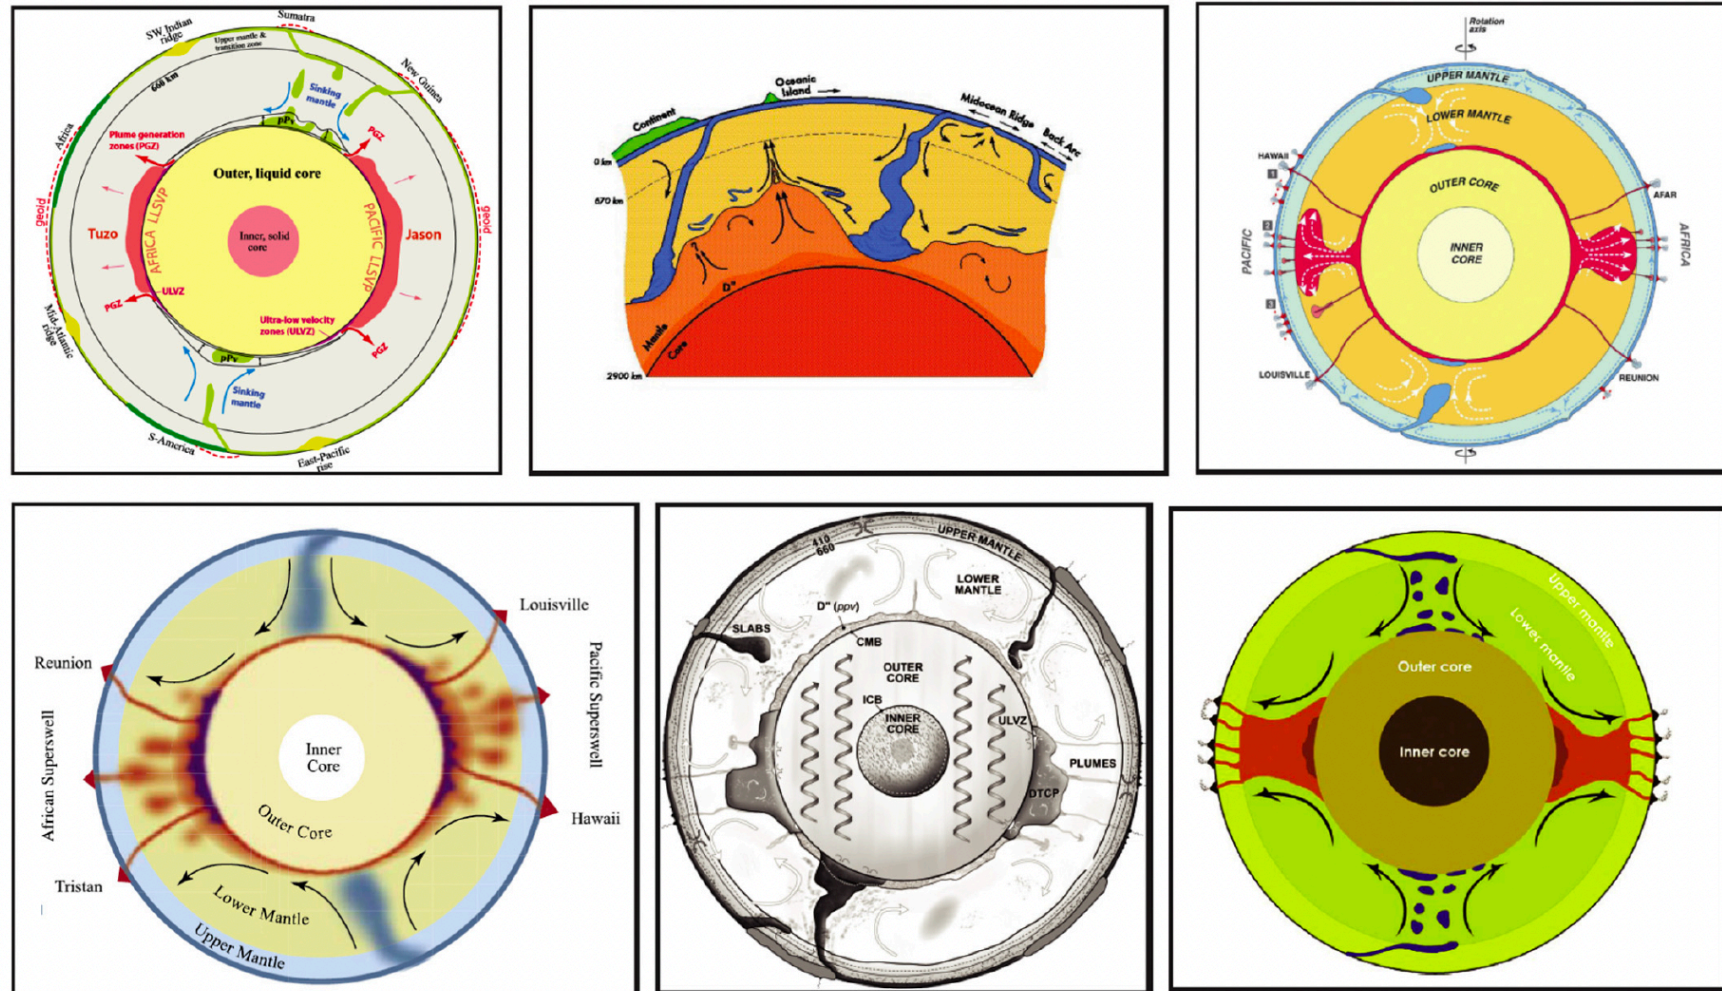 Sumatra
SW Indian
ridge
Upper mantle &
transition zone
New Guinea
660 km
Sinking
mantle
Africa
pPv
PGZ
Plume generation
zones (PGZ)
Outer, liquid core
geoid
Tuzo
AFRICA LLSVP
Inner, solid
core
PACIFIC LLSVP
Jason
geoid
ULVZ
PGZ
Ultra-low velocity
zones (ULVZ)
PGZ
Mid-Atlantic
ridge
pPv
Sinking
mantle
S-America
East-Pacific
rise
Oceanic
Island
Continent
Midocean Ridge
Back Arc
0 km
670 km
D"
Mantle
Core
2900 km
Rotation
axis
UPPER MANTLE
LOWER MANTLE
HAWAII
1
OUTER CORE
AFAR
2
PACIFIC
INNER
CORE
AFRICA
3
LOUISVILLE
REUNION
Louisville
Reunion
Pacific Superswell
African Superswell
Inner
Core
Outer Core
Hawaii
Tristan
Lower Mantle
Upper Mantle
410
660
UPPER MANTLE
LOWER
MANTLE
D" (ppv)
SLABS
CMB
OUTER
CORE
ICB
INNER
CORE
ULVZ
PLUMES
DTCP
Upper mantle
Lower mantle
Outer core
Inner core